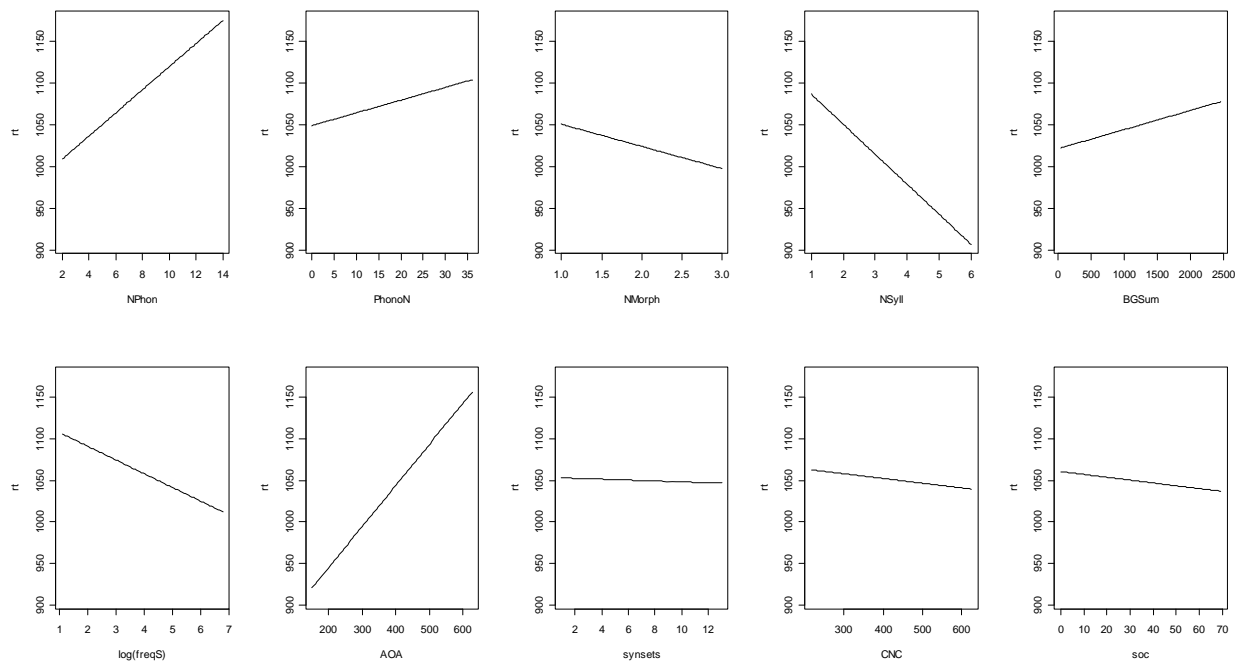 rt
900 950 1000 1050 1100 1150
2 4 6 8 10 12 14
NPhon
rt
900 950 1000 1050 1100 1150
0 5 10 15 20 25 30 35
PhonoN
rt
900 950 1000 1050 1100 1150
1.0 1.5 2.0 2.5 3.0
NMorph
rt
900 950 1000 1050 1100 1150
1 2 3 4 5 6
NSyll
rt
900 950 1000 1050 1100 1150
0 500 1000 1500 2000 2500
BGSum
rt
900 950 1000 1050 1100 1150
1 2 3 4 5 6 7
log(freqS)
rt
900 950 1000 1050 1100 1150
200 300 400 500 600
AOA
rt
900 950 1000 1050 1100 1150
2 4 6 8 10 12
synsets
rt
900 950 1000 1050 1100 1150
300 400 500 600
CNC
rt
900 950 1000 1050 1100 1150
0 10 20 30 40 50 60 70
soc